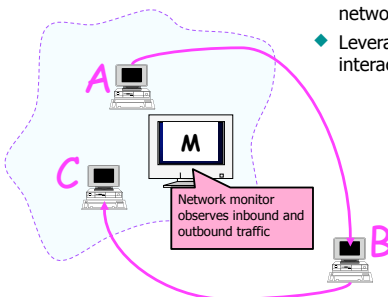 netwo
Levera
interac
A
M
C
Network monitor
observes inbound and
outbound traffic
B